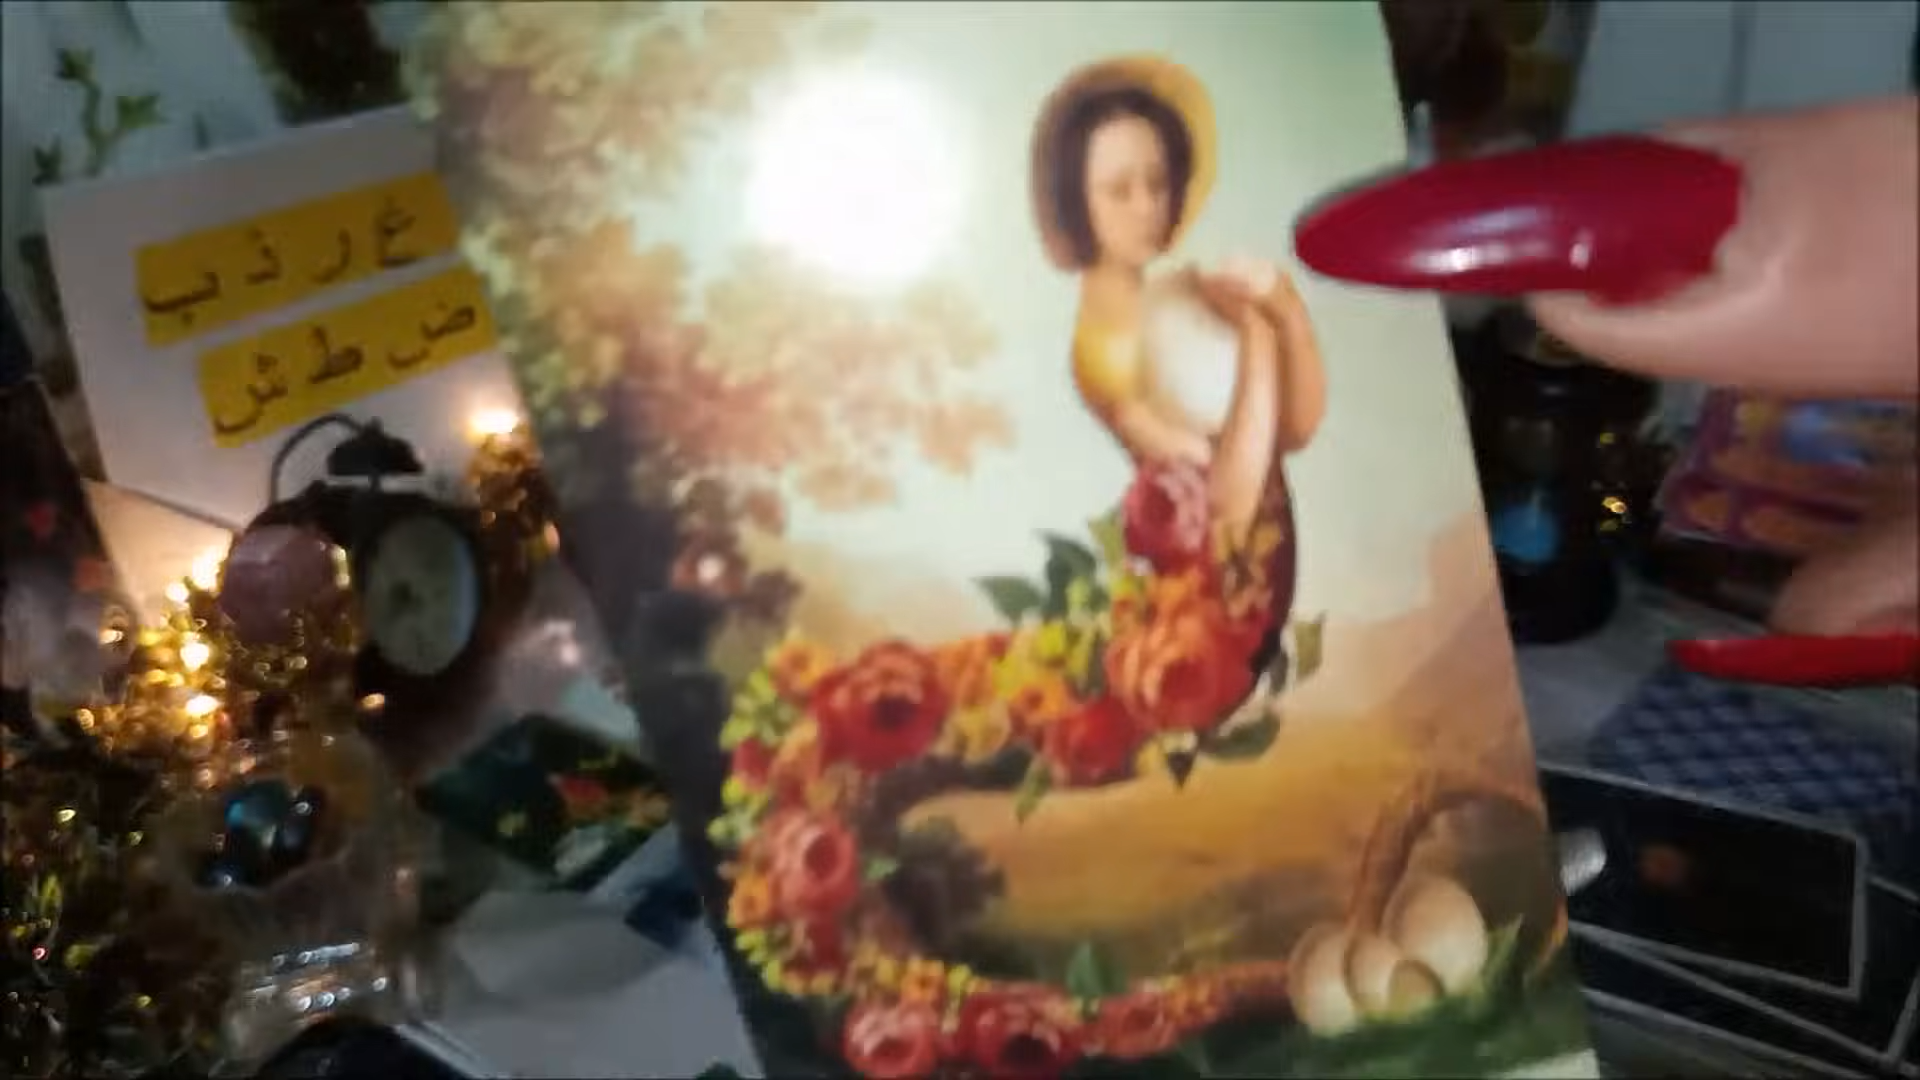 غ ر ذ ب
ض ط ش